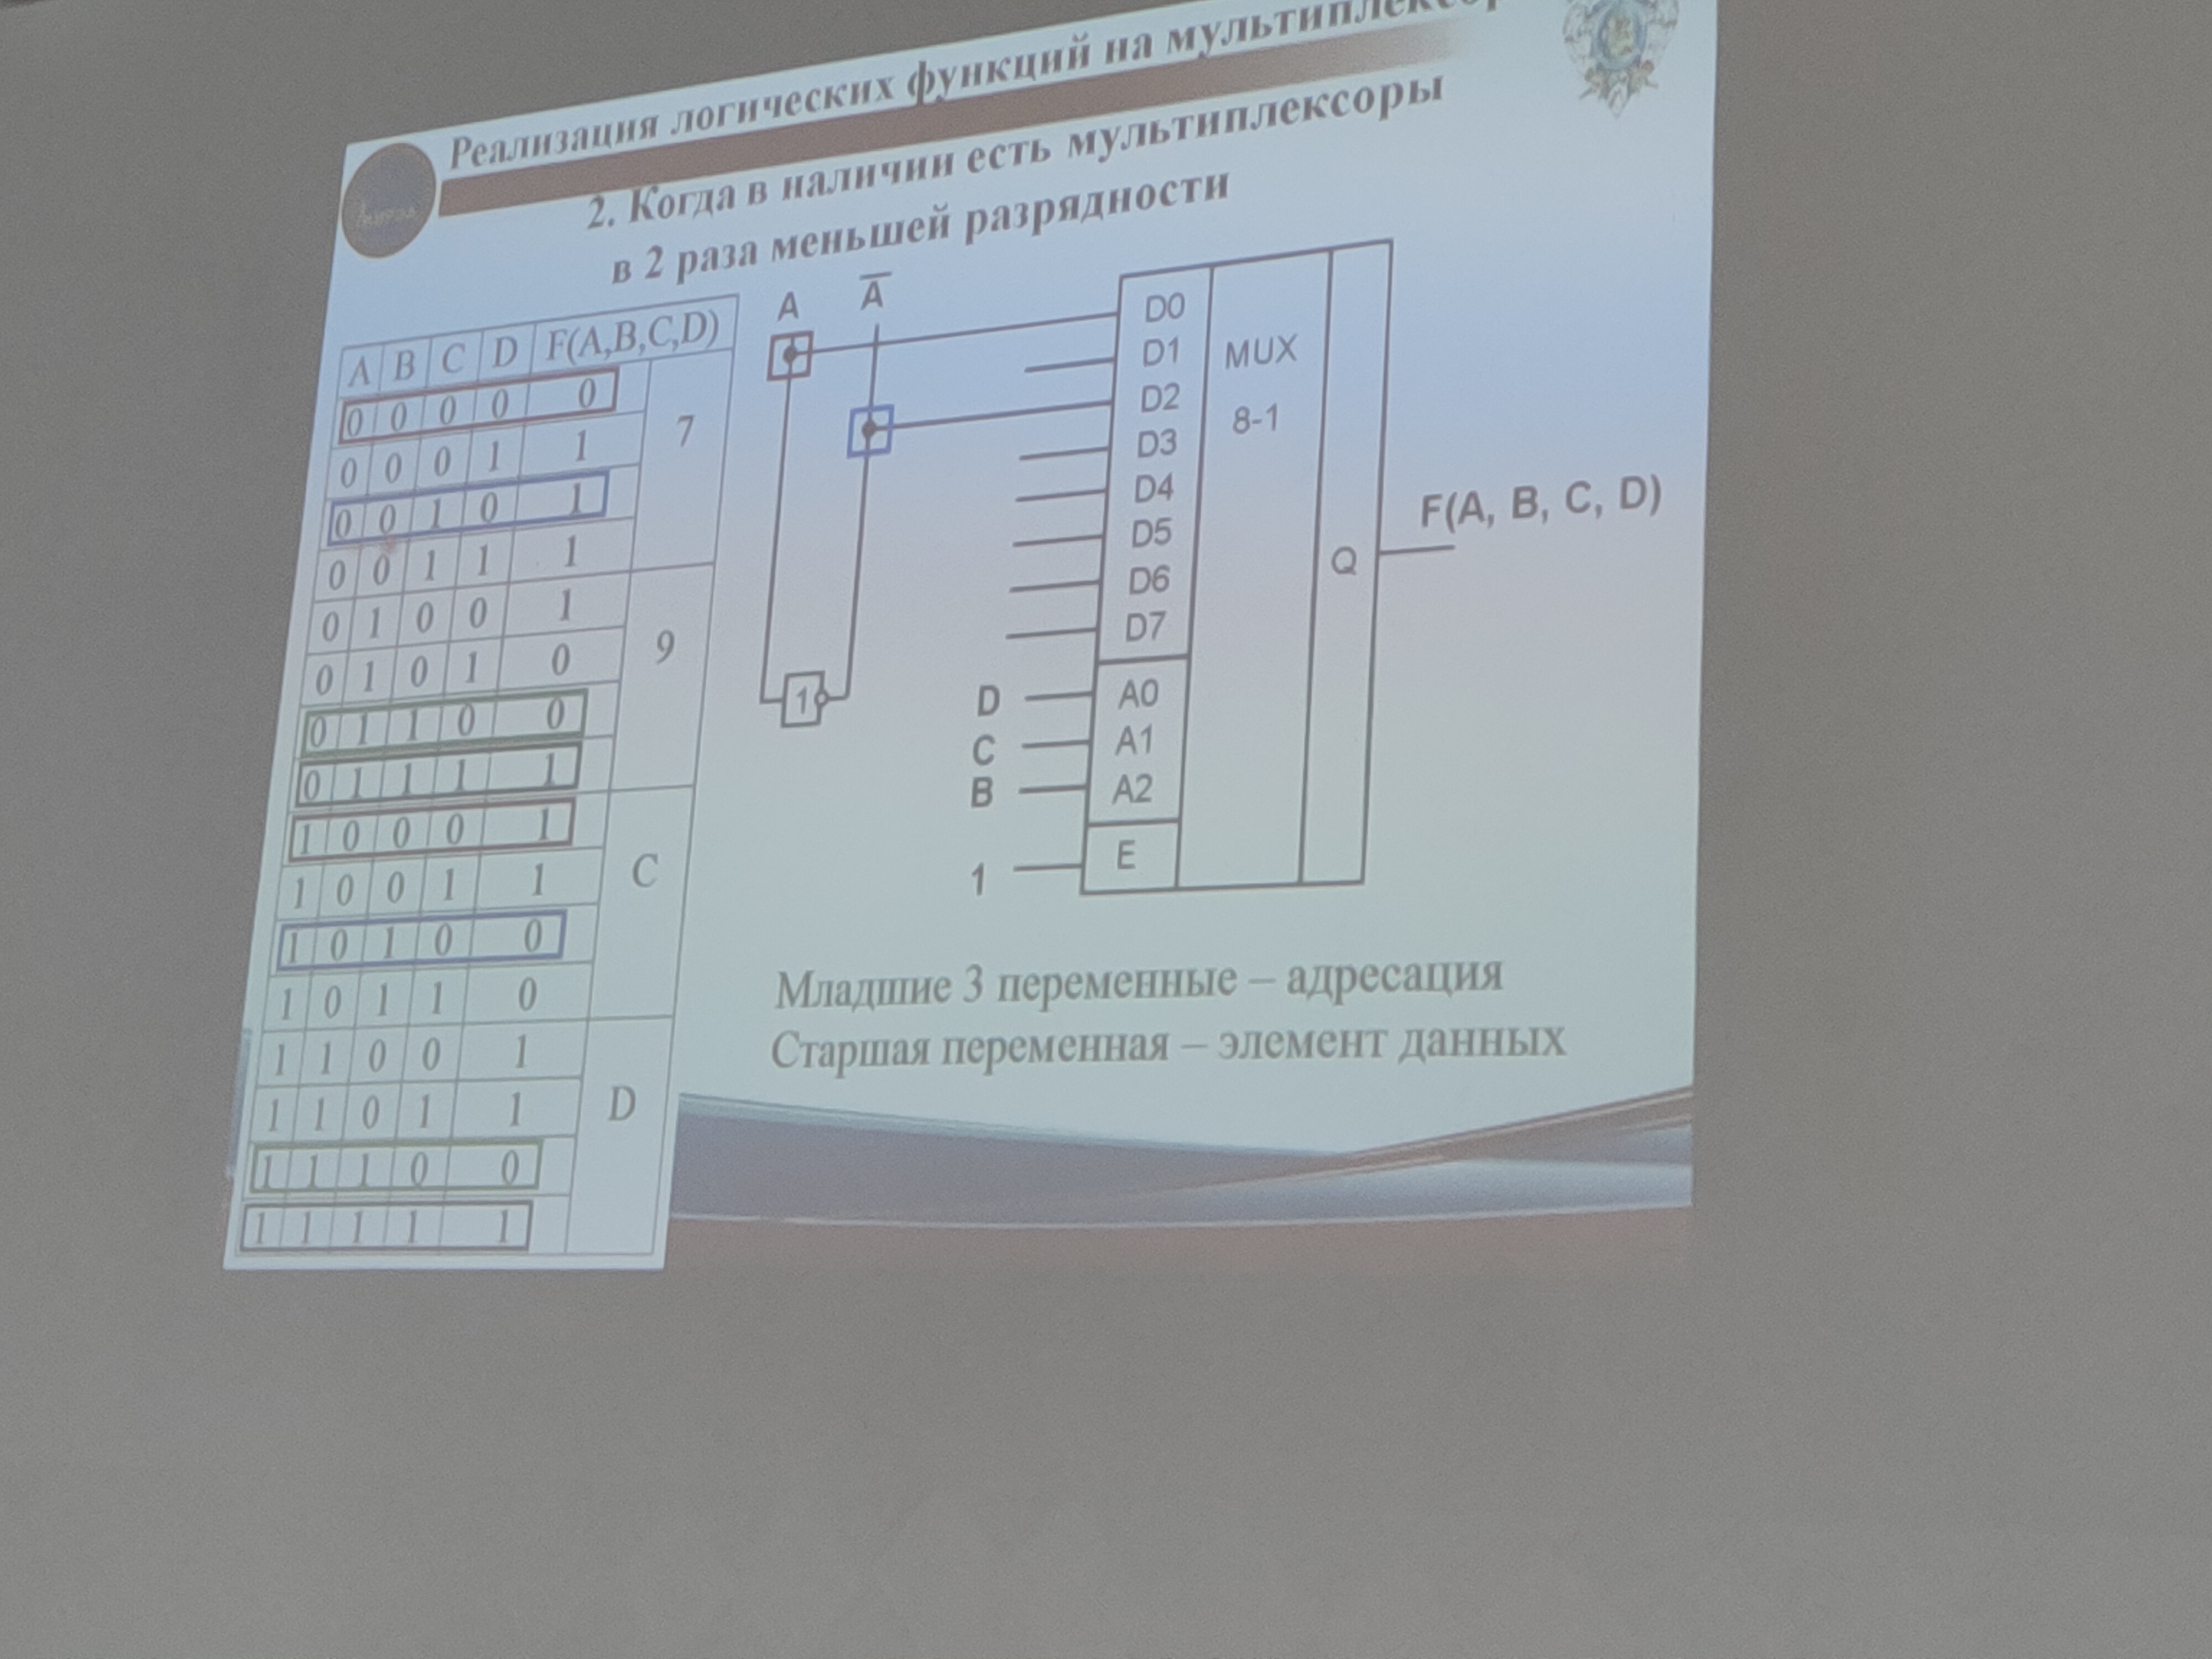 Реализация логических функций на
2. Когда в наличии есть мультиплексоры
в 2 раза меньшей разрядности
A B C D F(A,B,C,D)
0 0 0 0 0 7
0 0 0 1 1
0 0 1 0 1
0 0 1 1 1
0 1 0 0 1 9
0 1 0 1 0
0 1 1 0 0
0 1 1 1 1
1 0 0 0 1 C
1 0 0 1 1
1 0 1 0 0
1 0 1 1 0
1 1 0 0 1 D
1 1 0 1 1
1 1 1 0 0
1 1 1 1 1
A A̅
1
D0
D1
D2
D3
D4
D5
D6
D7
D A0
C A1
B A2
1 E
MUX
8-1
Q
F(A, B, C, D)
Младшие 3 переменные – адресация
Старшая переменная – элемент данных